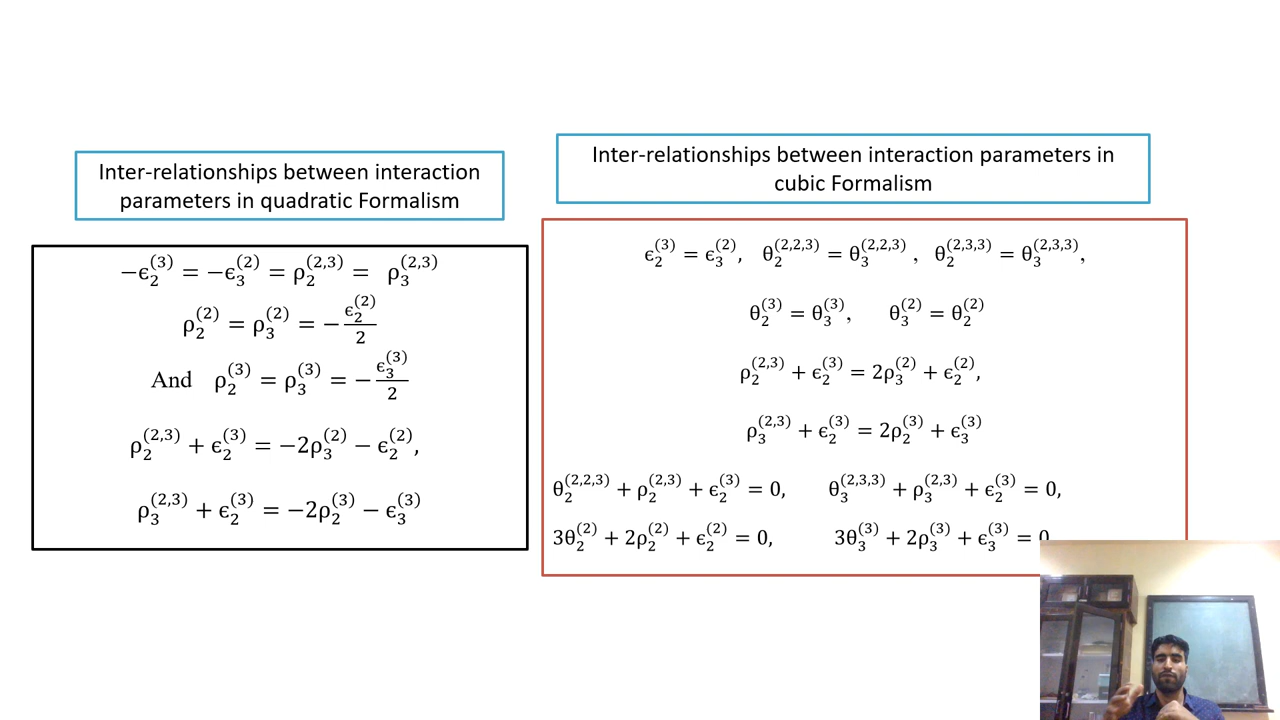 Inter-relationships between interaction
parameters in quadratic Formalism
−ϵ₂⁽³⁾ = −ϵ₃⁽²⁾ = ρ₂⁽²,³⁾ = ρ₃⁽²,³⁾
ρ₂⁽²⁾ = ρ₃⁽²⁾ = −ϵ₂⁽²⁾/2
And ρ₂⁽³⁾ = ρ₃⁽³⁾ = −ϵ₃⁽³⁾/2
ρ₂⁽²,³⁾ + ϵ₂⁽³⁾ = −2ρ₃⁽²⁾ − ϵ₂⁽²⁾,
ρ₃⁽²,³⁾ + ϵ₂⁽³⁾ = −2ρ₂⁽³⁾ − ϵ₃⁽³⁾
Inter-relationships between interaction parameters in
cubic Formalism
ϵ₂⁽³⁾ = ϵ₃⁽²⁾, θ₂⁽²,²,³⁾ = θ₃⁽²,²,³⁾ , θ₂⁽²,³,³⁾ = θ₃⁽²,³,³⁾,
θ₂⁽³⁾ = θ₃⁽³⁾, θ₃⁽²⁾ = θ₂⁽²⁾
ρ₂⁽²,³⁾ + ϵ₂⁽³⁾ = 2ρ₃⁽²⁾ + ϵ₂⁽²⁾,
ρ₃⁽²,³⁾ + ϵ₂⁽³⁾ = 2ρ₂⁽³⁾ + ϵ₃⁽³⁾
θ₂⁽²,²,³⁾ + ρ₂⁽²,³⁾ + ϵ₂⁽³⁾ = 0, θ₃⁽²,³,³⁾ + ρ₃⁽²,³⁾ + ϵ₂⁽³⁾ = 0,
3θ₂⁽²⁾ + 2ρ₂⁽²⁾ + ϵ₂⁽²⁾ = 0, 3θ₃⁽³⁾ + 2ρ₃⁽³⁾ + ϵ₃⁽³⁾ = 0